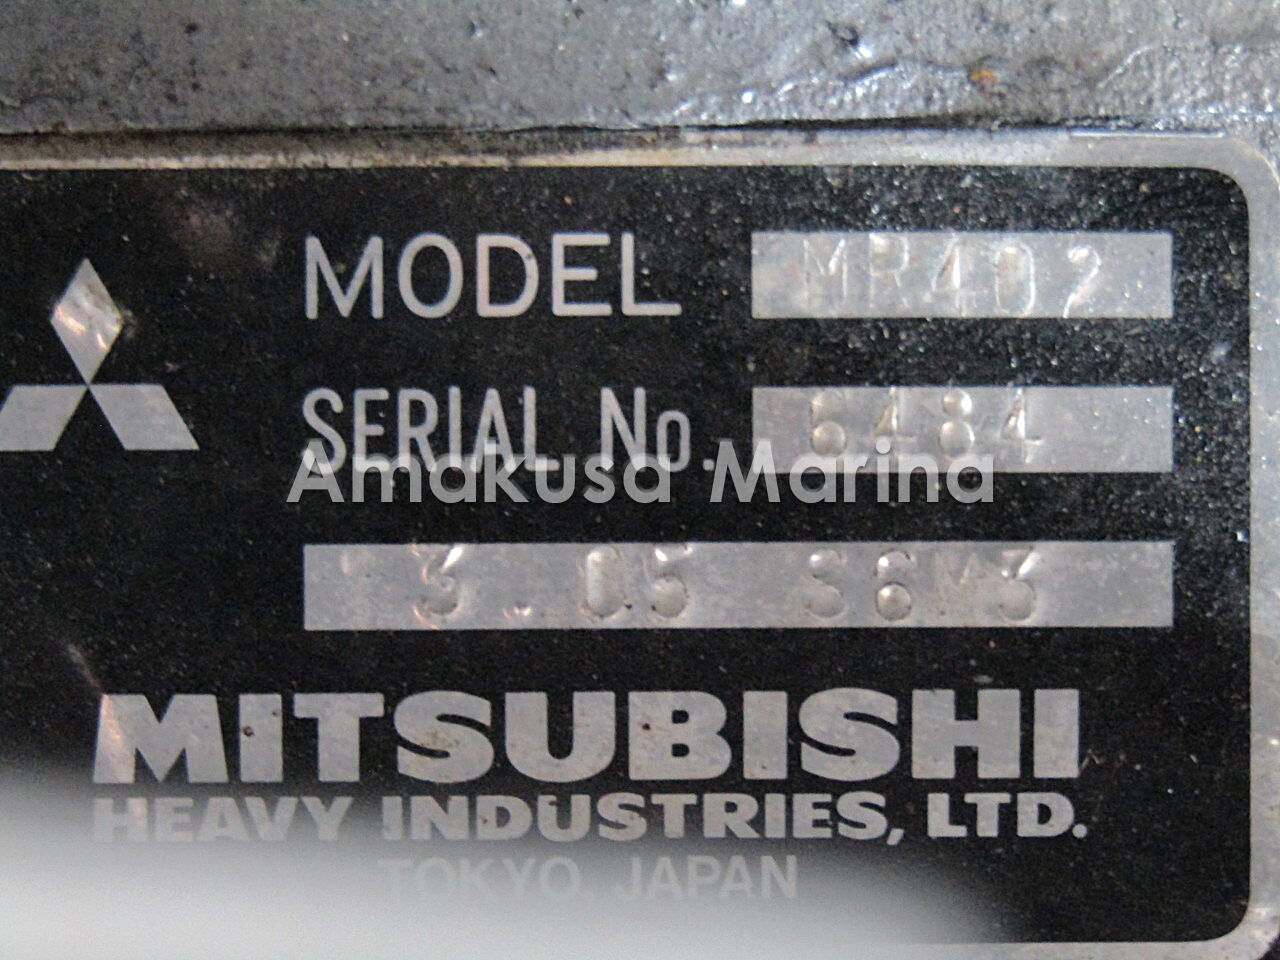 MODEL MR402
SERIAL No. 6484
Amakusa Marina
3.05 S6M3
MITSUBISHI
HEAVY INDUSTRIES, LTD.
TOKYO JAPAN